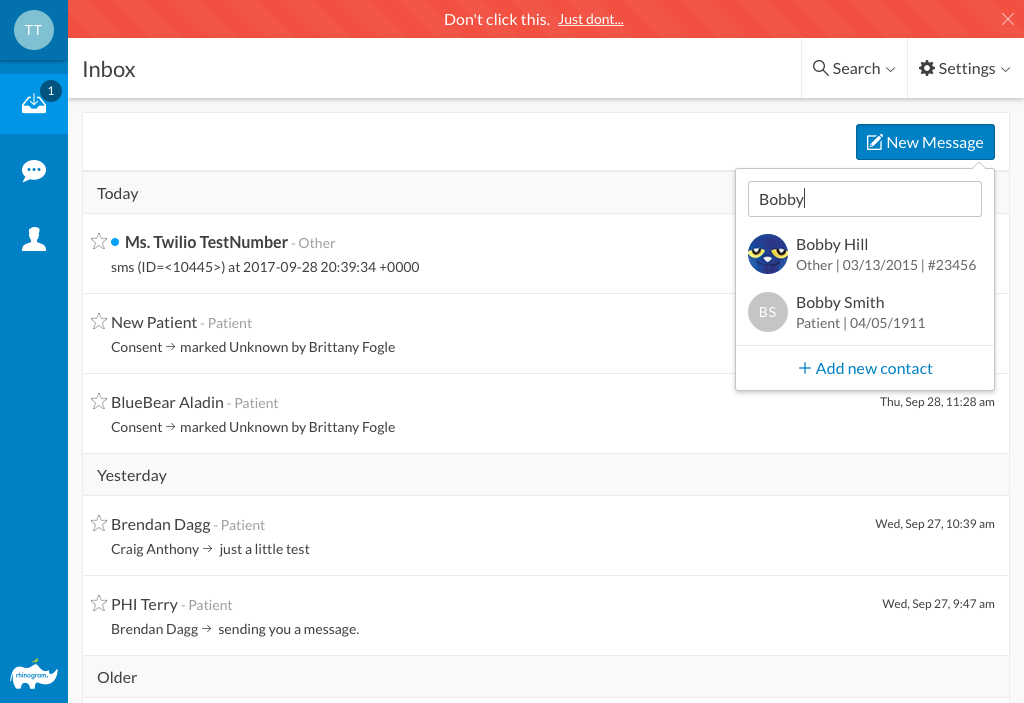 TT
Don't click this. Just dont...
1
Inbox
Search
Settings
New Message
Bobby
Bobby Hill
Other | 03/13/2015 | #23456
BS
Bobby Smith
Patient | 04/05/1911
+ Add new contact
Today
Ms. Twilio TestNumber - Other
sms (ID=<10445>) at 2017-09-28 20:39:34 +0000
New Patient - Patient
Consent → marked Unknown by Brittany Fogle
BlueBear Aladin - Patient
Thu, Sep 28, 11:28 am
Consent → marked Unknown by Brittany Fogle
Yesterday
Brendan Dagg - Patient
Wed, Sep 27, 10:39 am
Craig Anthony → just a little test
PHI Terry - Patient
Wed, Sep 27, 9:47 am
Brendan Dagg → sending you a message.
Older
rhinogram